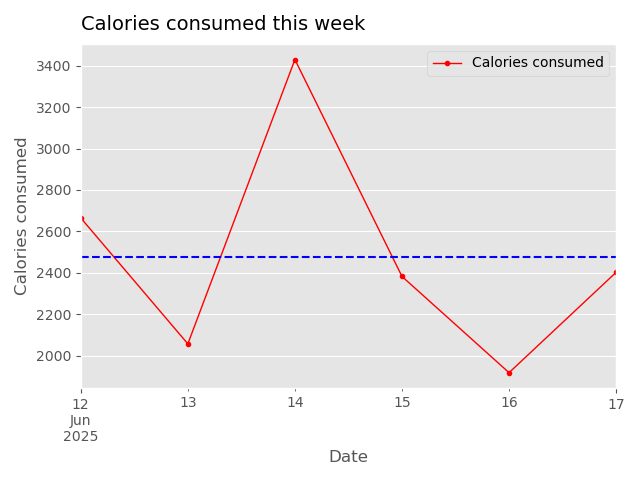 Calories consumed this week
Calories consumed
3400
3200
3000
2800
2600
2400
2200
2000
Calories consumed
12 13 14 15 16 17
Jun
2025
Date